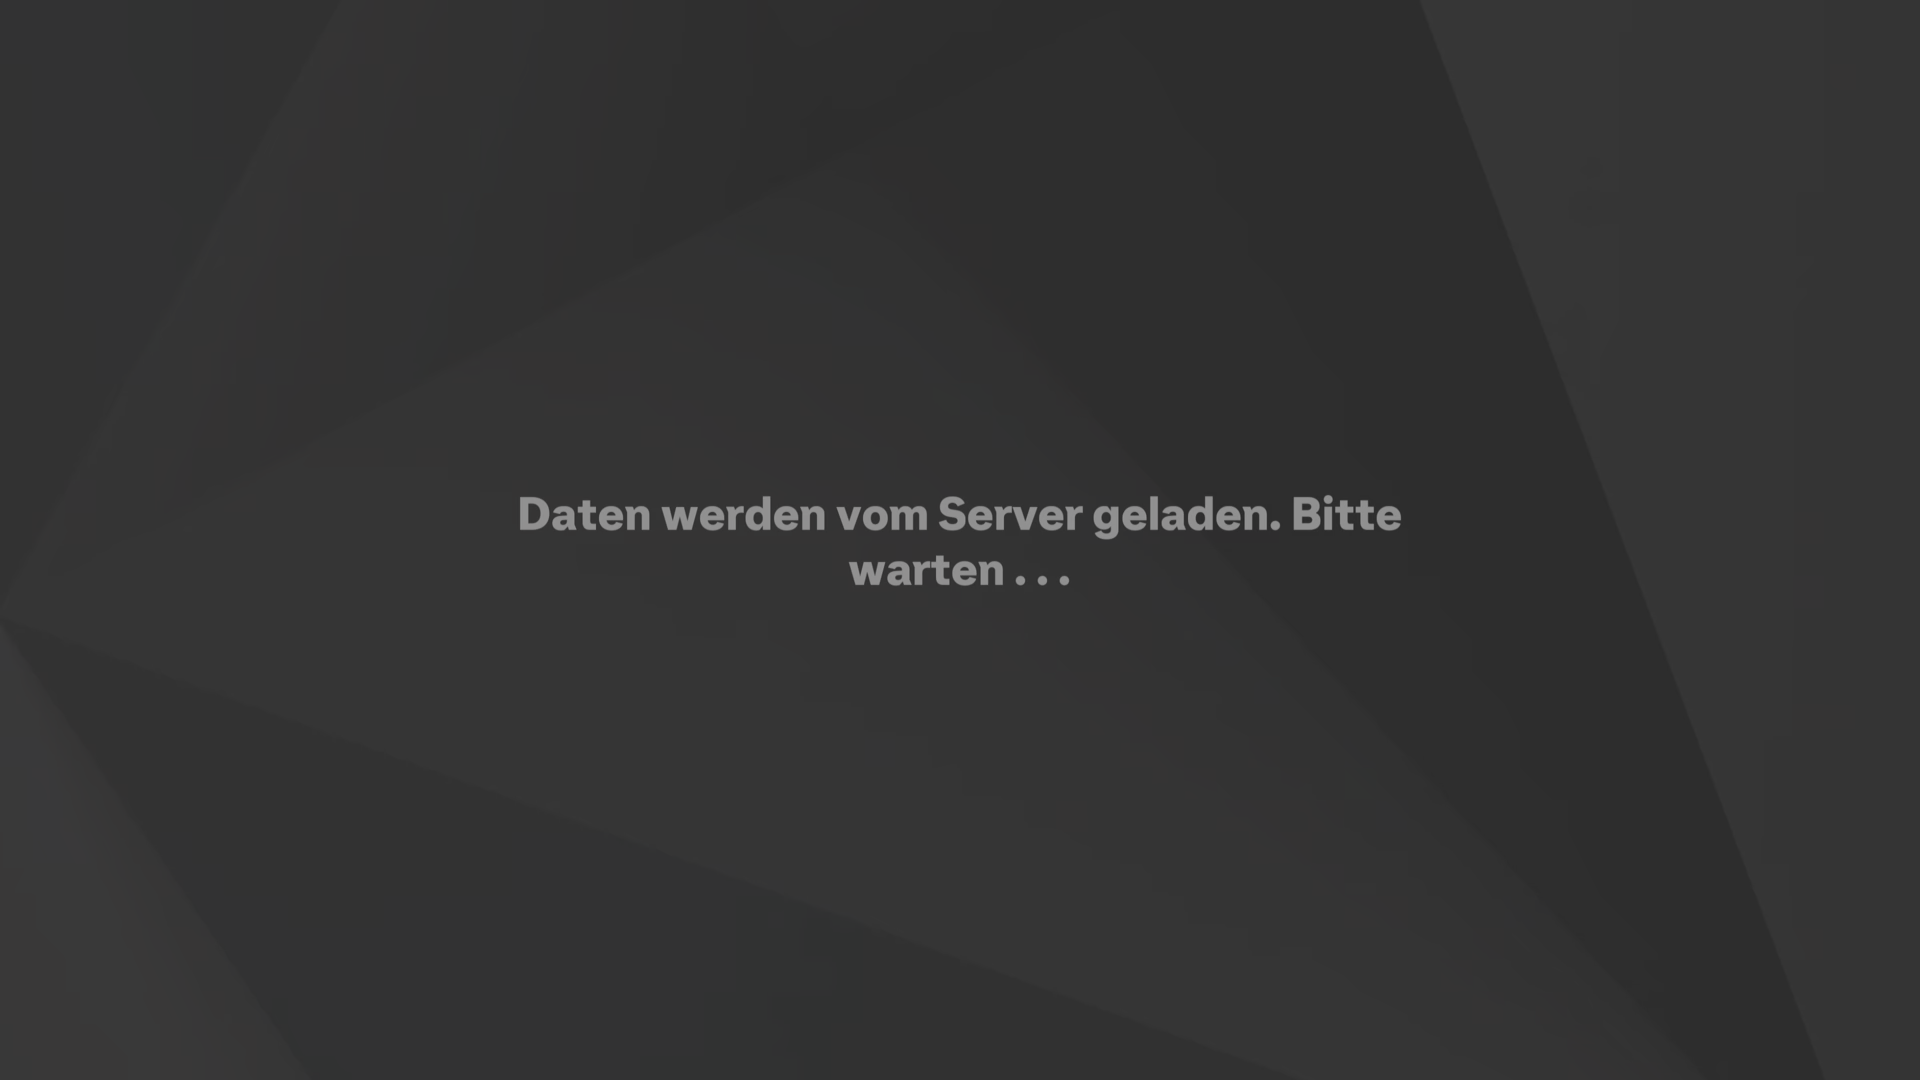 Daten werden vom Server geladen. Bitte
warten . . .